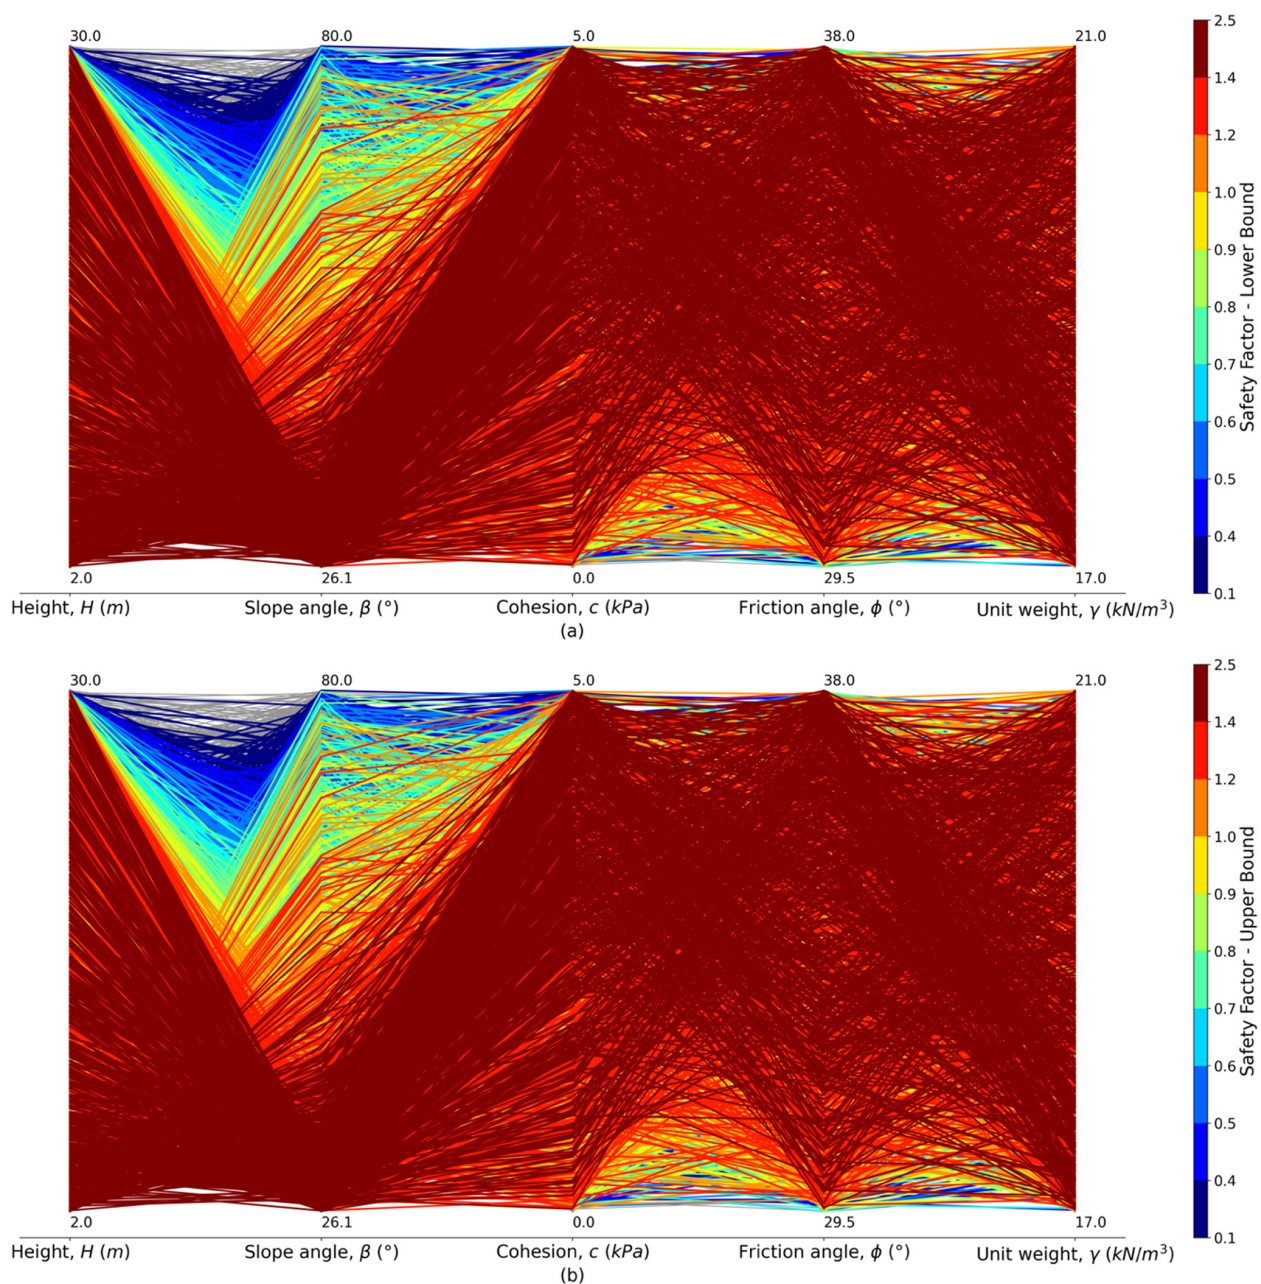 30.0 80.0 5.0 38.0 21.0
2.5
1.4
1.2
1.0
0.9
0.8
0.7
0.6
0.5
0.4
0.1
Safety Factor - Lower Bound
2.0 26.1 0.0 29.5 17.0
Height, H (m) Slope angle, β (°) Cohesion, c (kPa) Friction angle, ϕ (°) Unit weight, γ (kN/m³)
(a)
30.0 80.0 5.0 38.0 21.0
2.5
1.4
1.2
1.0
0.9
0.8
0.7
0.6
0.5
0.4
0.1
Safety Factor - Upper Bound
2.0 26.1 0.0 29.5 17.0
Height, H (m) Slope angle, β (°) Cohesion, c (kPa) Friction angle, ϕ (°) Unit weight, γ (kN/m³)
(b)